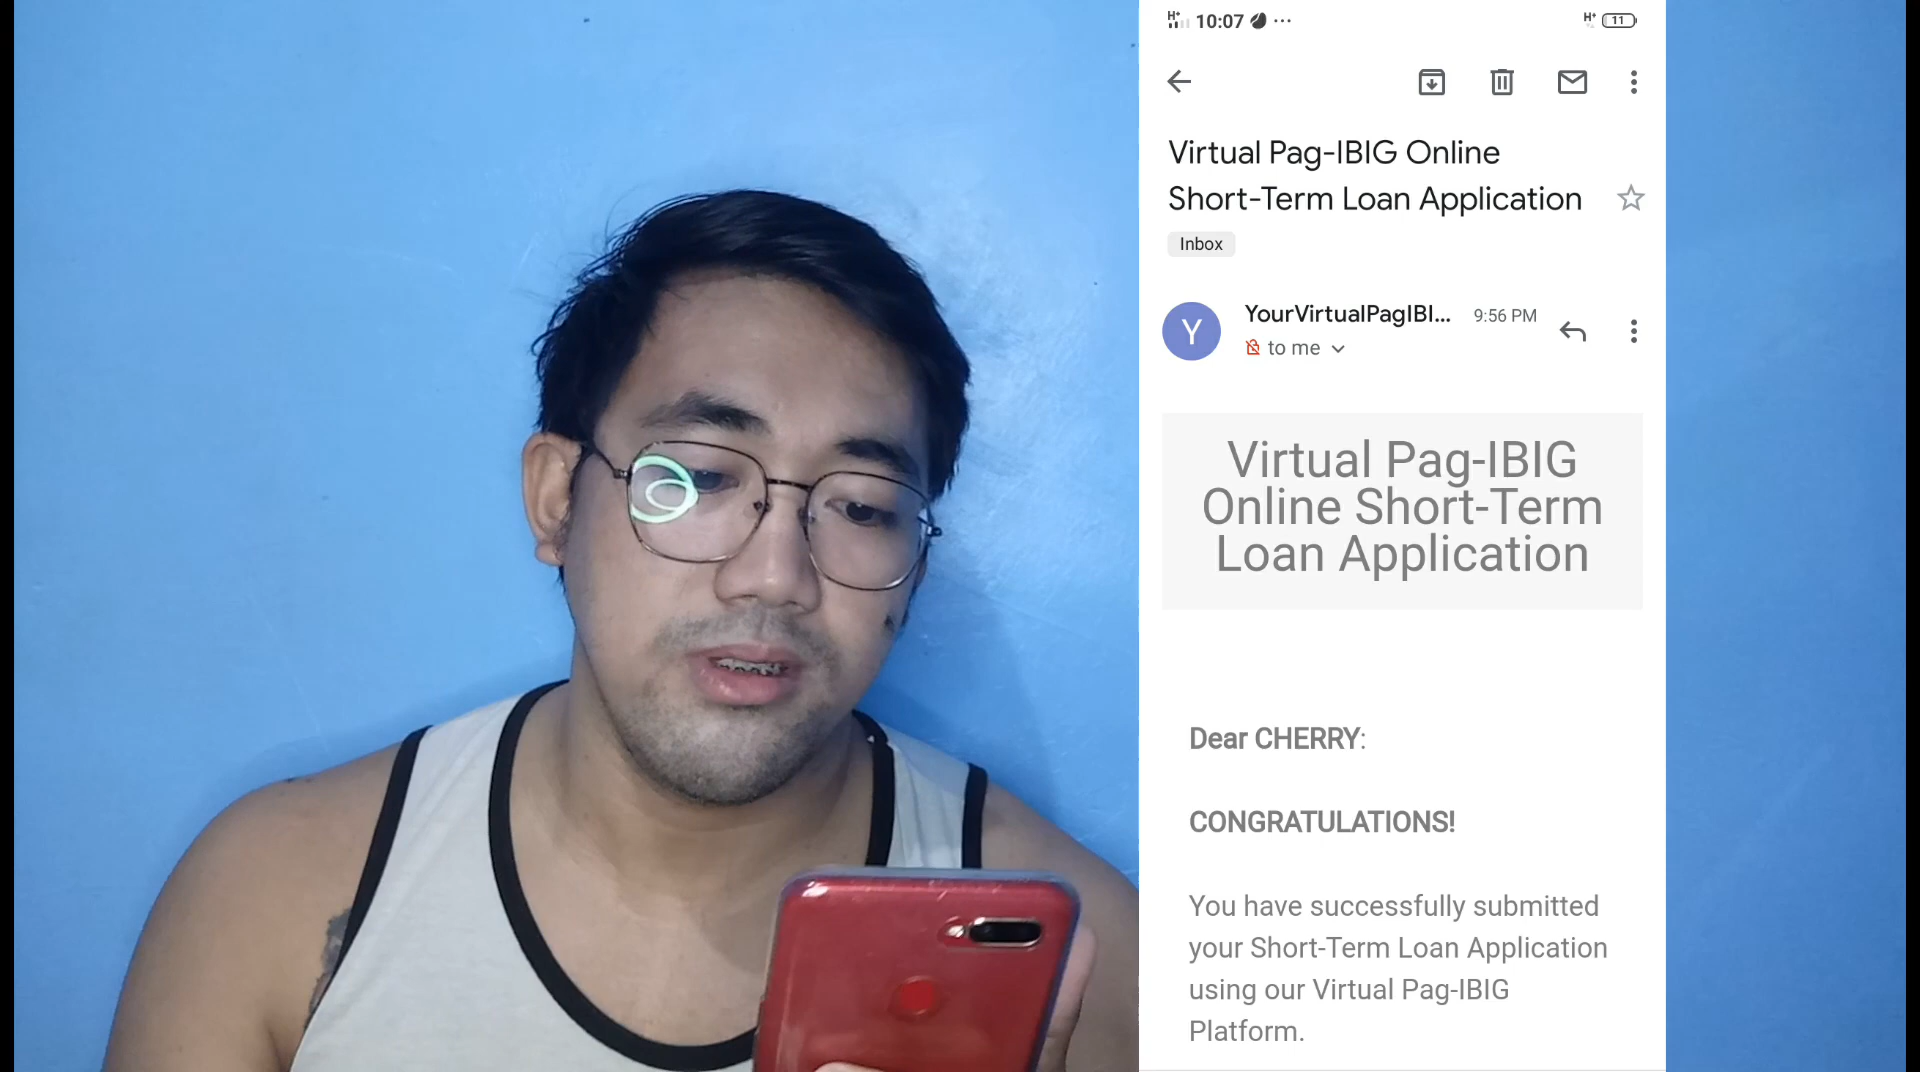 H+ 10:07 ... H+ 11
Virtual Pag-IBIG Online
Short-Term Loan Application
Inbox
Y
YourVirtualPagIBI... 9:56 PM
to me
Virtual Pag-IBIG
Online Short-Term
Loan Application
Dear CHERRY:
CONGRATULATIONS!
You have successfully submitted
your Short-Term Loan Application
using our Virtual Pag-IBIG
Platform.